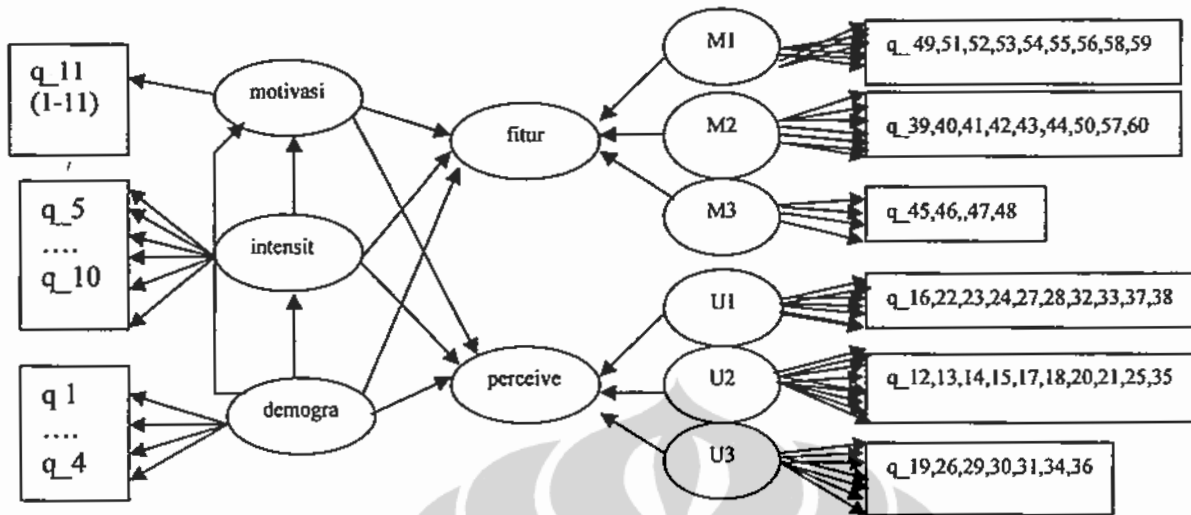 q_11
(1-11)
motivasi
fitur
M1
q_49,51,52,53,54,55,56,58,59
M2
q_39,40,41,42,43,44,50,57,60
M3
q_45,46,,47,48
q_5
....
q_10
intensit
U1
q_16,22,23,24,27,28,32,33,37,38
perceive
U2
q_12,13,14,15,17,18,20,21,25,35
q 1
....
q_4
demogra
U3
q_19,26,29,30,31,34,36